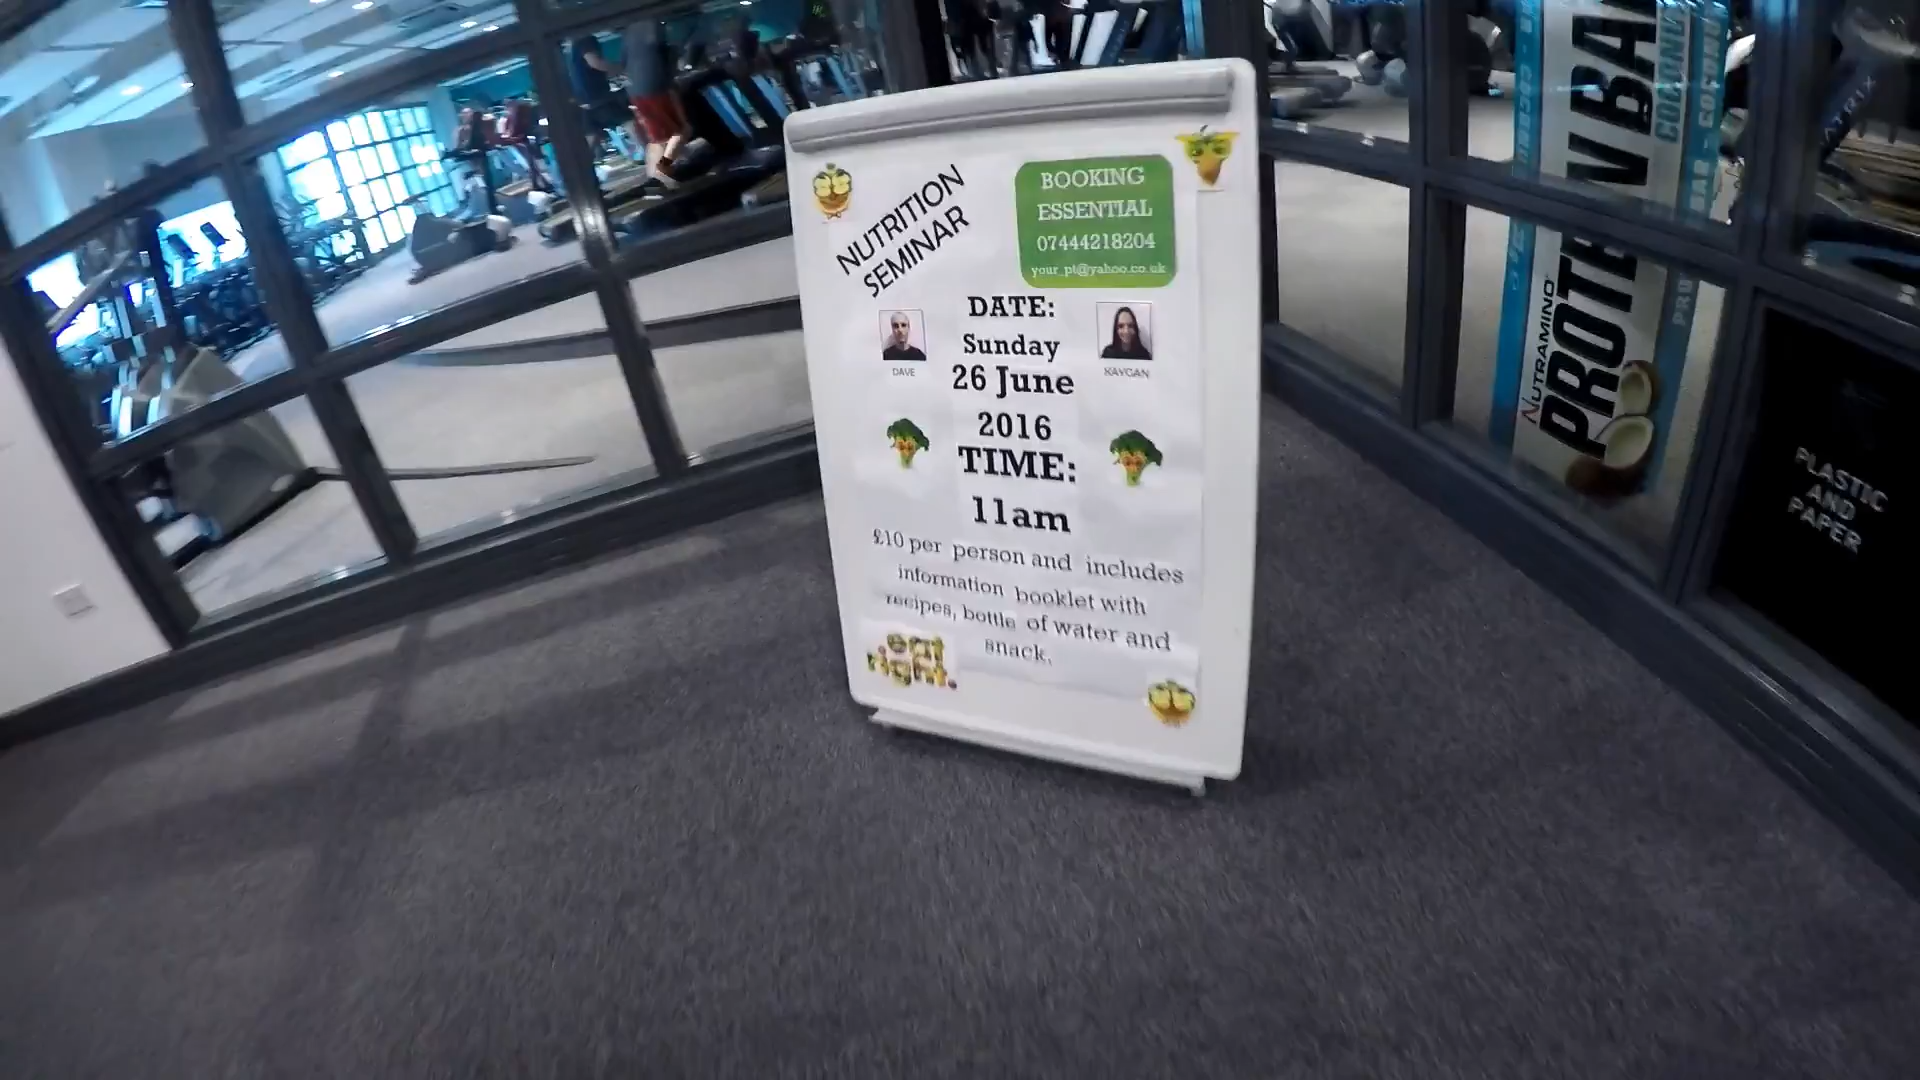 NUTRITION
SEMINAR
BOOKING
ESSENTIAL
07444218204
your_pt@yahoo.co.uk
DATE:
Sunday
26 June
2016
TIME:
11am
DAVE
KAYGAN
£10 per person and includes
information booklet with
recipes, bottle of water and
snack.
eat
right.
NUTRAMINO
COCONUT
PLASTIC
AND
PAPER
MATRIX